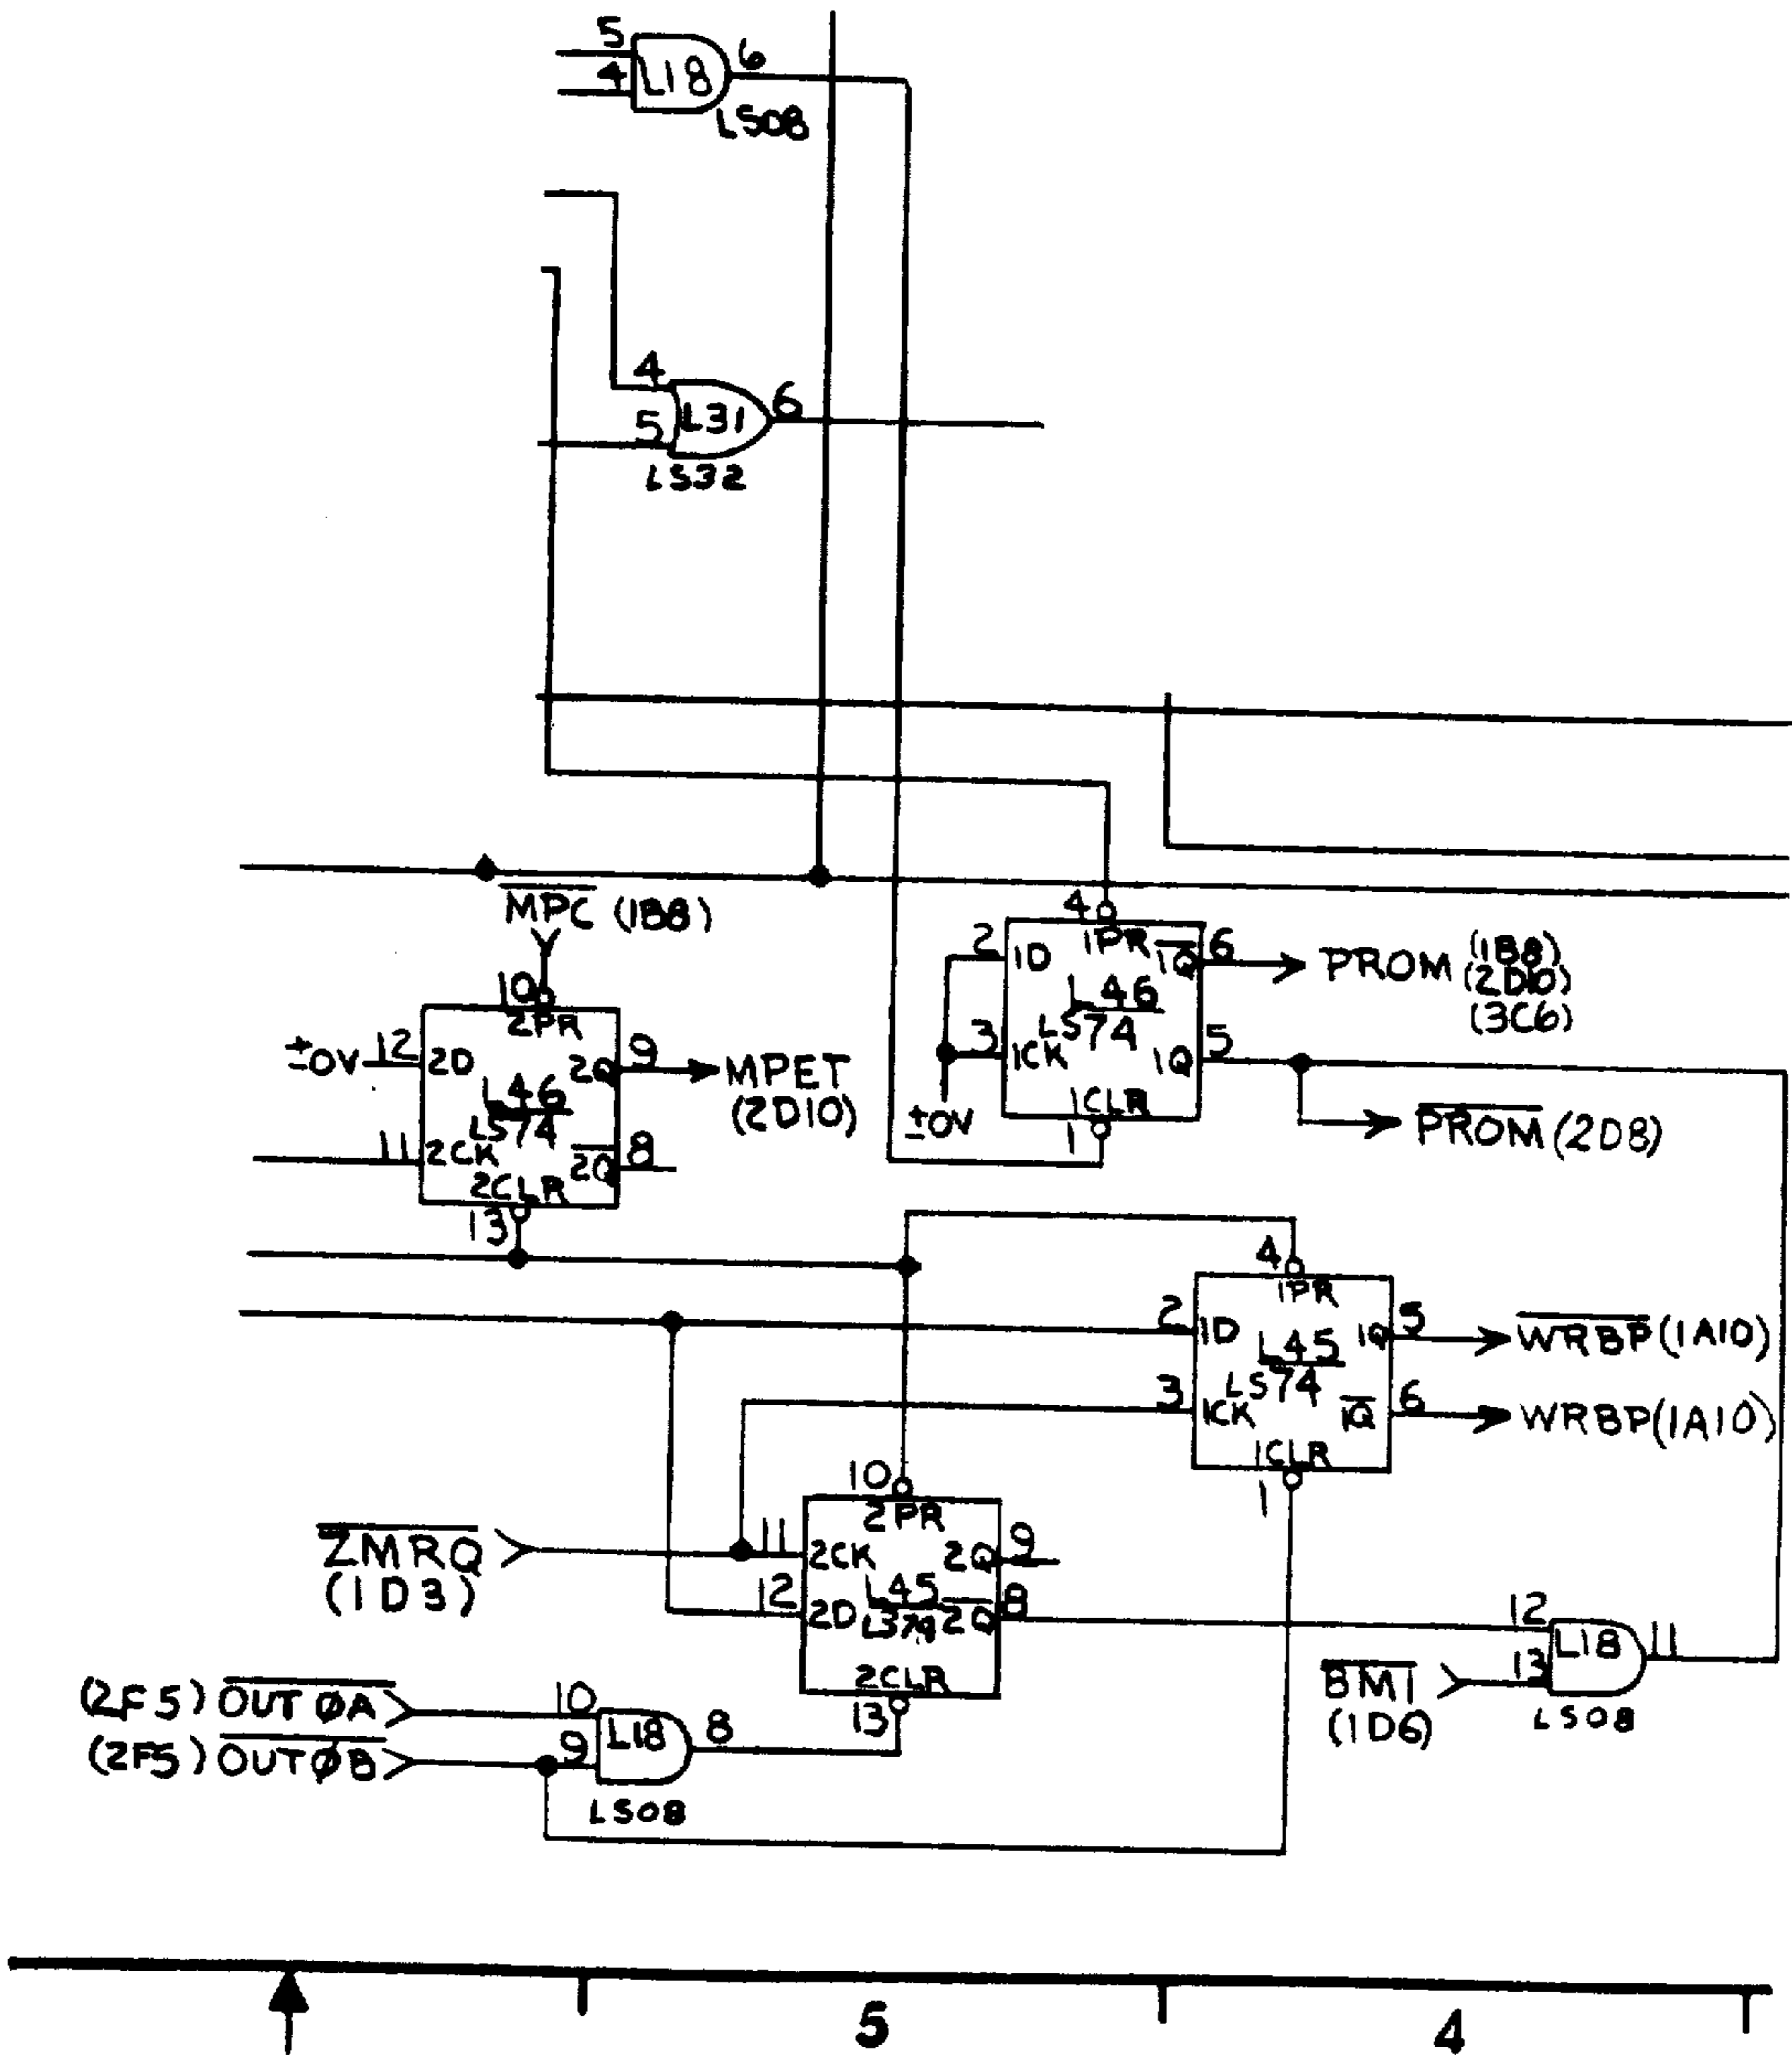 5
4
L18
6
LS08
4
5
L31
6
LS32
MPC (1B8)
10
2PR
±0V
12
2D
2Q
9
MPET
(2D10)
L46
LS74
11
2CK
2Q
8
2CLR
13
4
1PR
2
1D
1Q
6
PROM
(1B8)
(2D10)
(3C6)
L46
LS74
3
1CK
1Q
5
1CLR
±0V
1
PROM (2D8)
4
1PR
2
1D
1Q
5
WRBP (1A10)
L45
LS74
3
1CK
1Q
6
WRBP (1A10)
1CLR
1
10
2PR
ZMRQ
(1D3)
11
2CK
2Q
9
12
2D
L45
LS74
2Q
8
2CLR
13
12
L18
11
13
BM1
(1D6)
LS08
(2F5) OUT ØA
10
(2F5) OUTØB
9
L18
8
LS08
5
4